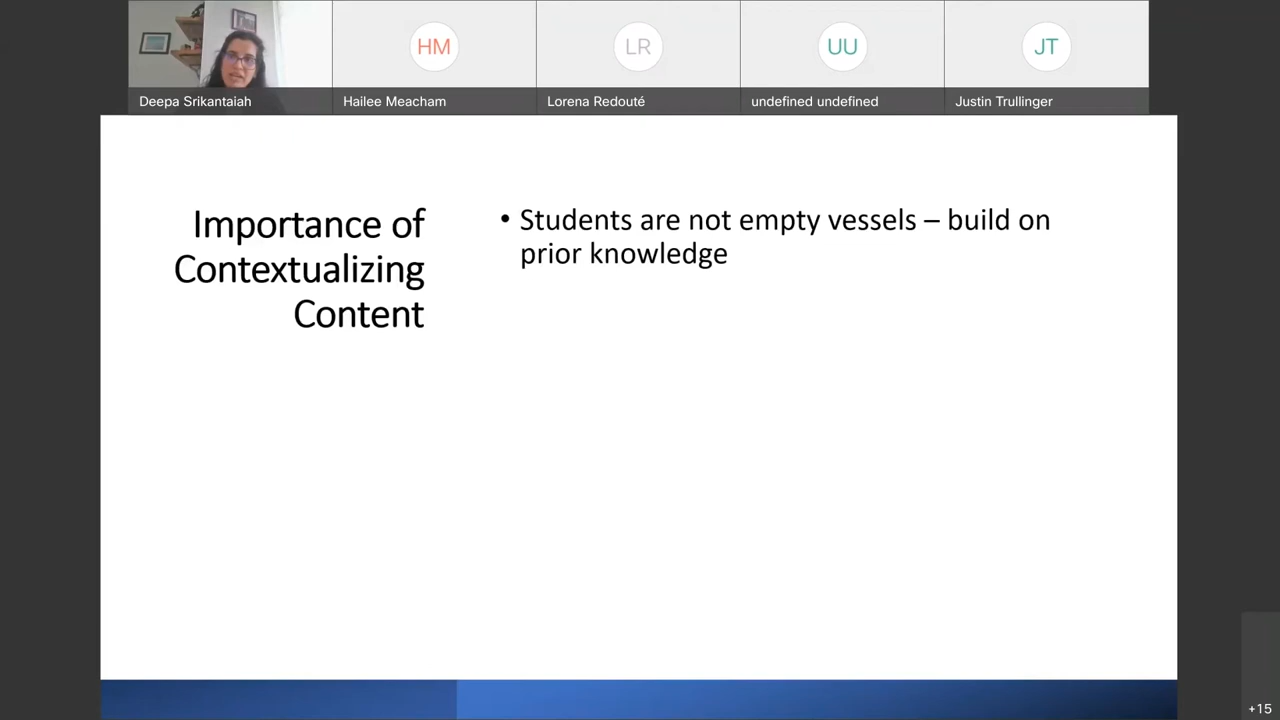 HM
LR
UU
JT
Deepa Srikantaiah
Hailee Meacham
Lorena Redouté
undefined undefined
Justin Trullinger
Importance of
Contextualizing
Content
• Students are not empty vessels – build on
prior knowledge
+15